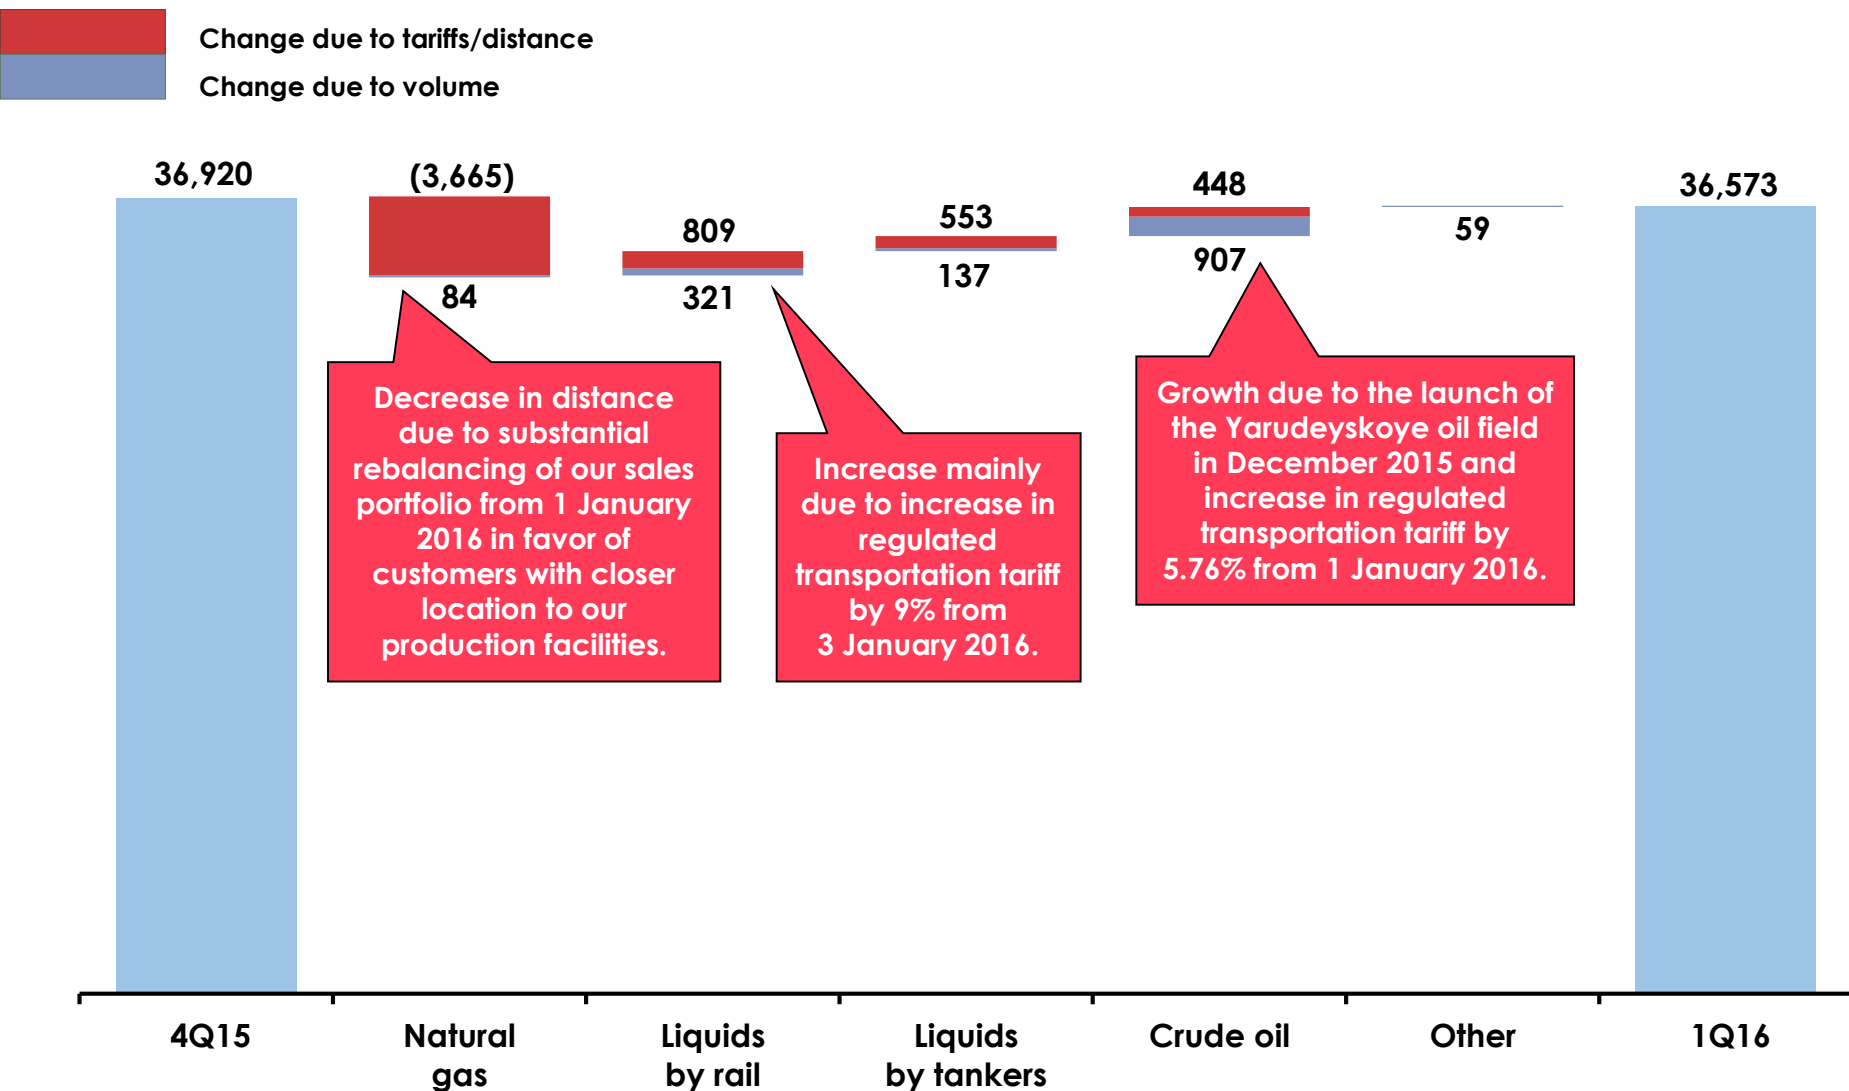 Change due to tariffs/distance
Change due to volume
36,920
(3,665)
84
809
321
553
137
448
907
59
36,573
Decrease in distance
due to substantial
rebalancing of our sales
portfolio from 1 January
2016 in favor of
customers with closer
location to our
production facilities.
Increase mainly
due to increase in
regulated
transportation tariff
by 9% from
3 January 2016.
Growth due to the launch of
the Yarudeyskoye oil field
in December 2015 and
increase in regulated
transportation tariff by
5.76% from 1 January 2016.
4Q15
Natural
gas
Liquids
by rail
Liquids
by tankers
Crude oil
Other
1Q16